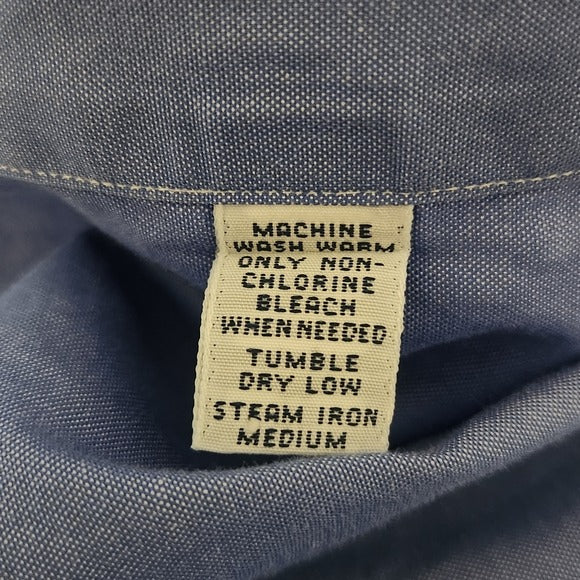 MACHINE
WASH WARM
ONLY NON-
CHLORINE
BLEACH
WHEN NEEDED
TUMBLE
DRY LOW
STEAM IRON
MEDIUM